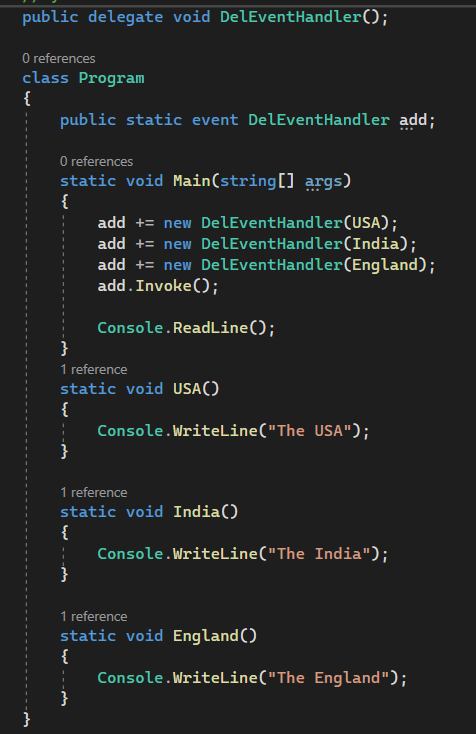 public delegate void DelEventHandler();
0 references
class Program
{
public static event DelEventHandler add;
0 references
static void Main(string[] args)
{
add += new DelEventHandler(USA);
add += new DelEventHandler(India);
add += new DelEventHandler(England);
add.Invoke();
Console.ReadLine();
}
1 reference
static void USA()
{
Console.WriteLine("The USA");
}
1 reference
static void India()
{
Console.WriteLine("The India");
}
1 reference
static void England()
{
Console.WriteLine("The England");
}
}